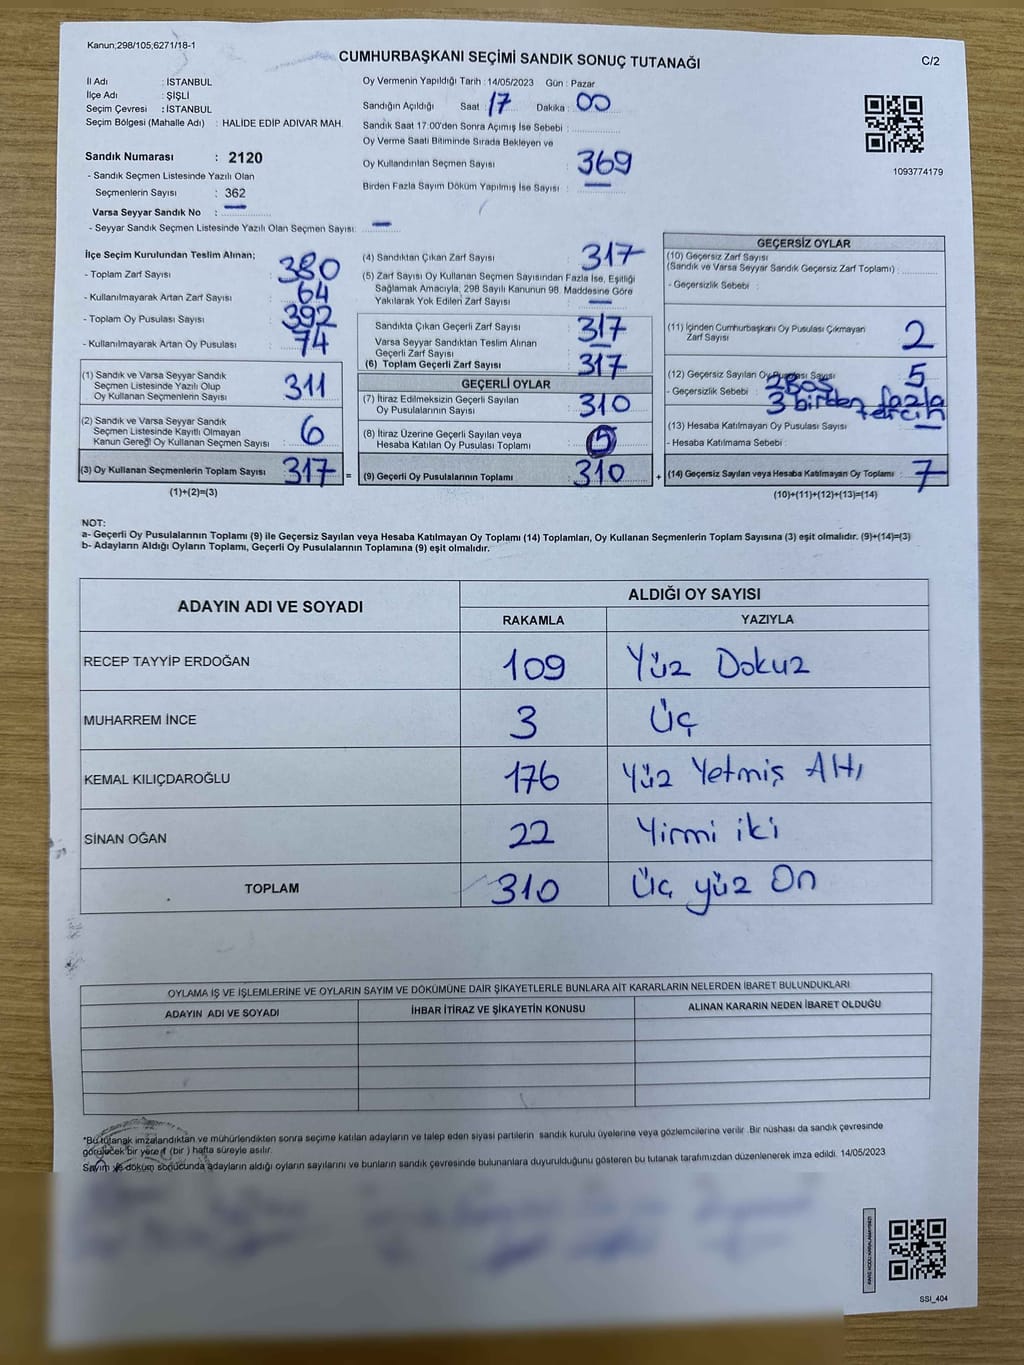 Kanun;298/105;6271/18-1
CUMHURBAŞKANI SEÇİMİ SANDIK SONUÇ TUTANAĞI
C/2
İl Adı : İSTANBUL
İlçe Adı : ŞİŞLİ
Seçim Çevresi : İSTANBUL
Seçim Bölgesi (Mahalle Adı) : HALİDE EDİP ADIVAR MAH.
Sandık Numarası : 2120
- Sandık Seçmen Listesinde Yazılı Olan
Seçmenlerin Sayısı : 362
Varsa Seyyar Sandık No : —
- Seyyar Sandık Seçmen Listesinde Yazılı Olan Seçmen Sayısı: —
Oy Vermenin Yapıldığı Tarih : 14/05/2023 Gün : Pazar
Sandığın Açıldığı Saat : 17 Dakika : 00
Sandık Saat 17:00'den Sonra Açımış İse Sebebi :
Oy Verme Saati Bitiminde Sırada Bekleyen ve
Oy Kullandırılan Seçmen Sayısı : 369
Birden Fazla Sayım Döküm Yapılmış İse Sayısı : —
1093774179
İlçe Seçim Kurulundan Teslim Alınan;
- Toplam Zarf Sayısı : 380
- Kullanılmayarak Artan Zarf Sayısı : 64
- Toplam Oy Pusulası Sayısı : 392
- Kullanılmayarak Artan Oy Pusulası : 74
(1) Sandık ve Varsa Seyyar Sandık
Seçmen Listesinde Yazılı Olup
Oy Kullanan Seçmenlerin Sayısı : 311
(2) Sandık ve Varsa Seyyar Sandık
Seçmen Listesinde Kayıtlı Olmayan
Kanun Gereği Oy Kullanan Seçmen Sayısı : 6
(3) Oy Kullanan Seçmenlerin Toplam Sayısı : 317 =
(1)+(2)=(3)
(4) Sandıktan Çıkan Zarf Sayısı : 317
(5) Zarf Sayısı Oy Kullanan Seçmen Sayısından Fazla İse, Eşitliği
Sağlamak Amacıyla, 298 Sayılı Kanunun 98. Maddesine Göre
Yakılarak Yok Edilen Zarf Sayısı : —
Sandıkta Çıkan Geçerli Zarf Sayısı : 317
Varsa Seyyar Sandıktan Teslim Alınan
Geçerli Zarf Sayısı : —
(6) Toplam Geçerli Zarf Sayısı : 317
GEÇERLİ OYLAR
(7) İtiraz Edilmeksizin Geçerli Sayılan
Oy Pusulalarının Sayısı : 310
(8) İtiraz Üzerine Geçerli Sayılan veya
Hesaba Katılan Oy Pusulası Toplamı :
(9) Geçerli Oy Pusulalarının Toplamı : 310 +
GEÇERSİZ OYLAR
(10) Geçersiz Zarf Sayısı
(Sandık ve Varsa Seyyar Sandık Geçersiz Zarf Toplamı) :
- Geçersizlik Sebebi :
(11) İçinden Cumhurbaşkanı Oy Pusulası Çıkmayan
Zarf Sayısı : 2
(12) Geçersiz Sayılan Oy Pusulası Sayısı : 5
- Geçersizlik Sebebi : 2 Boş
3 birden fazla
tercih
(13) Hesaba Katılmayan Oy Pusulası Sayısı : —
- Hesaba Katılmama Sebebi :
(14) Geçersiz Sayılan veya Hesaba Katılmayan Oy Toplamı : 7
(10)+(11)+(12)+(13)=(14)
NOT:
a- Geçerli Oy Pusulalarının Toplamı (9) ile Geçersiz Sayılan veya Hesaba Katılmayan Oy Toplamı (14) Toplamları, Oy Kullanan Seçmenlerin Toplam Sayısına (3) eşit olmalıdır. (9)+(14)=(3)
b- Adayların Aldığı Oyların Toplamı, Geçerli Oy Pusulalarının Toplamına (9) eşit olmalıdır.
ADAYIN ADI VE SOYADI
ALDIĞI OY SAYISI
RAKAMLA YAZIYLA
RECEP TAYYİP ERDOĞAN 109 Yüz Dokuz
MUHARREM İNCE 3 Üç
KEMAL KILIÇDAROĞLU 176 Yüz Yetmiş Altı
SİNAN OĞAN 22 Yirmi iki
TOPLAM 310 Üç yüz On
OYLAMA İŞ VE İŞLEMLERİNE VE OYLARIN SAYIM VE DÖKÜMÜNE DAİR ŞİKAYETLERLE BUNLARA AİT KARARLARIN NELERDEN İBARET BULUNDUKLARI
ADAYIN ADI VE SOYADI İHBAR İTİRAZ VE ŞİKAYETİN KONUSU ALINAN KARARIN NEDEN İBARET OLDUĞU
*Bu tutanak imzalandıktan ve mühürlendikten sonra seçime katılan adayların ve talep eden siyasi partilerin sandık kurulu üyelerine veya gözlemcilerine verilir. Bir nüshası da sandık çevresinde
görülecek bir yere 1 (bir ) hafta süreyle asılır.
Sayım ve döküm sonucunda adayların aldığı oyların sayılarını ve bunların sandık çevresinde bulunanlara duyurulduğunu gösteren bu tutanak tarafımızdan düzenlenerek imza edildi. 14/05/2023
SSI_404